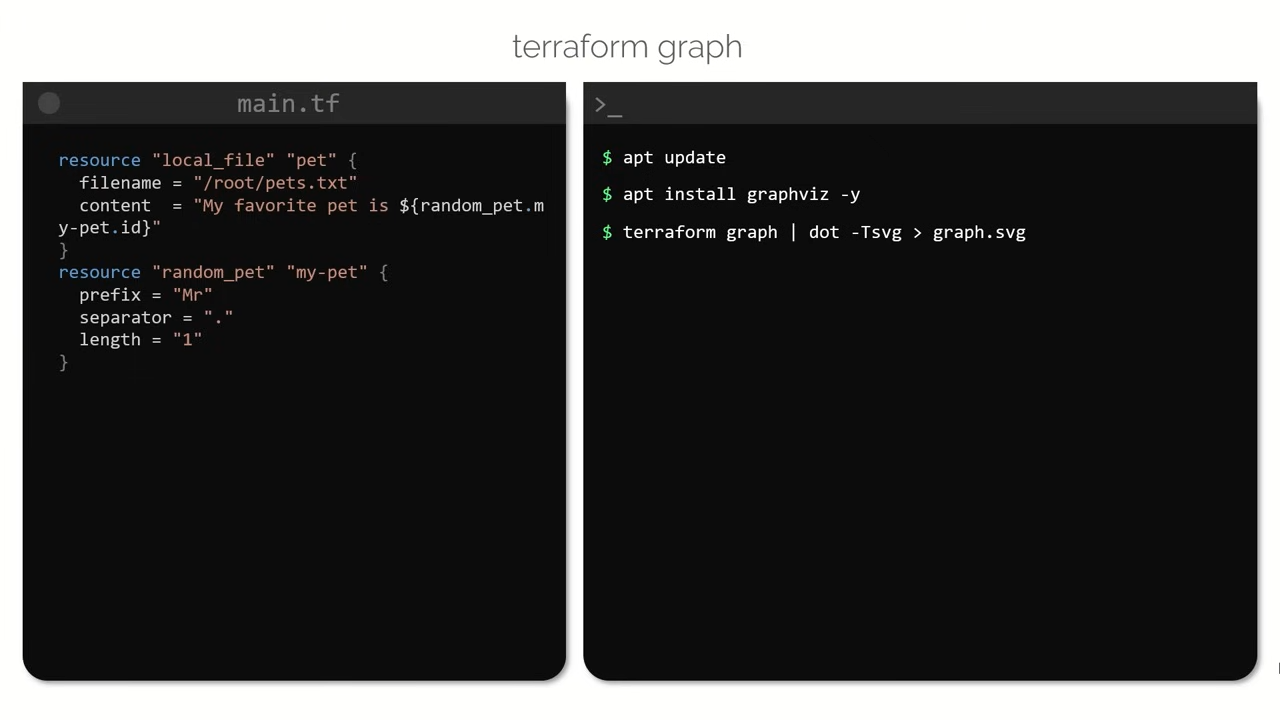 terraform graph
main.tf
resource "local_file" "pet" {
  filename = "/root/pets.txt"
  content  = "My favorite pet is ${random_pet.m
y-pet.id}"
}
resource "random_pet" "my-pet" {
  prefix = "Mr"
  separator = "."
  length = "1"
}
>_
$ apt update
$ apt install graphviz -y
$ terraform graph | dot -Tsvg > graph.svg